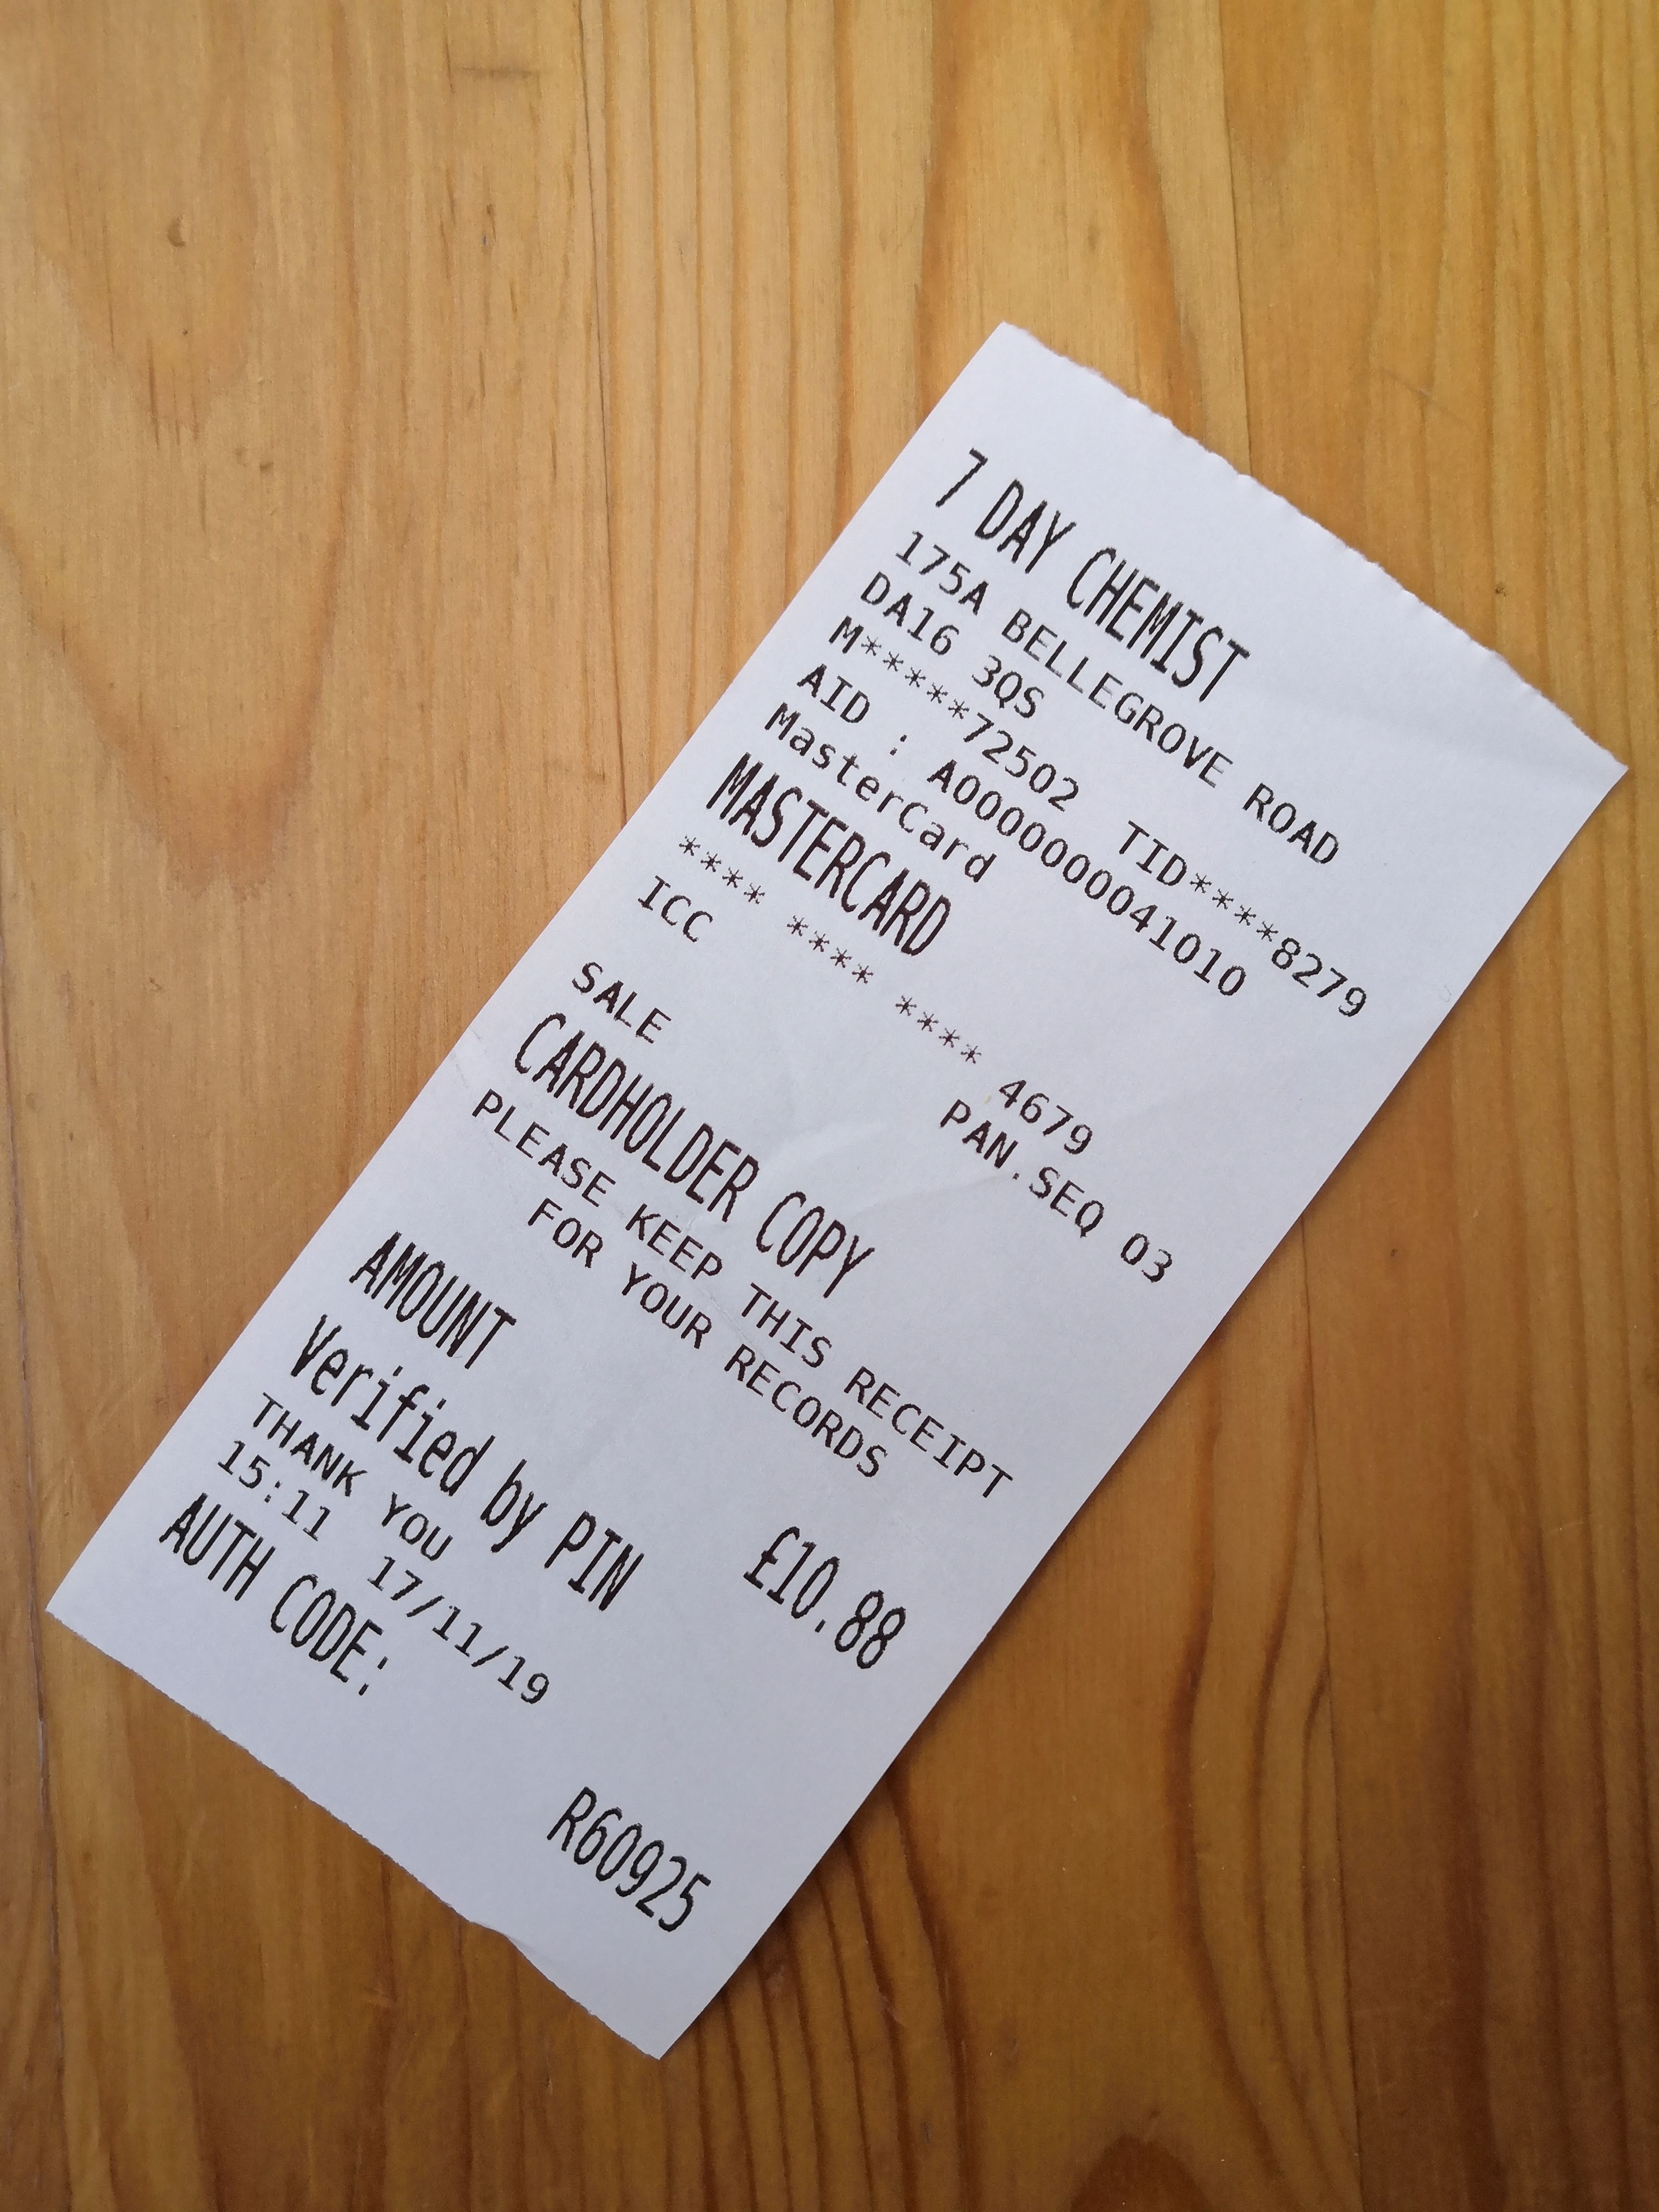 7 DAY CHEMIST
175A BELLEGROVE ROAD
DA16 3QS
M*****72502 TID****8279
AID : A0000000041010
MasterCard
MASTERCARD
**** **** **** 4679
ICC PAN.SEQ 03
SALE
CARDHOLDER COPY
PLEASE KEEP THIS RECEIPT
FOR YOUR RECORDS
AMOUNT £10.88
Verified by PIN
THANK YOU
15:11 17/11/19
AUTH CODE: R60925